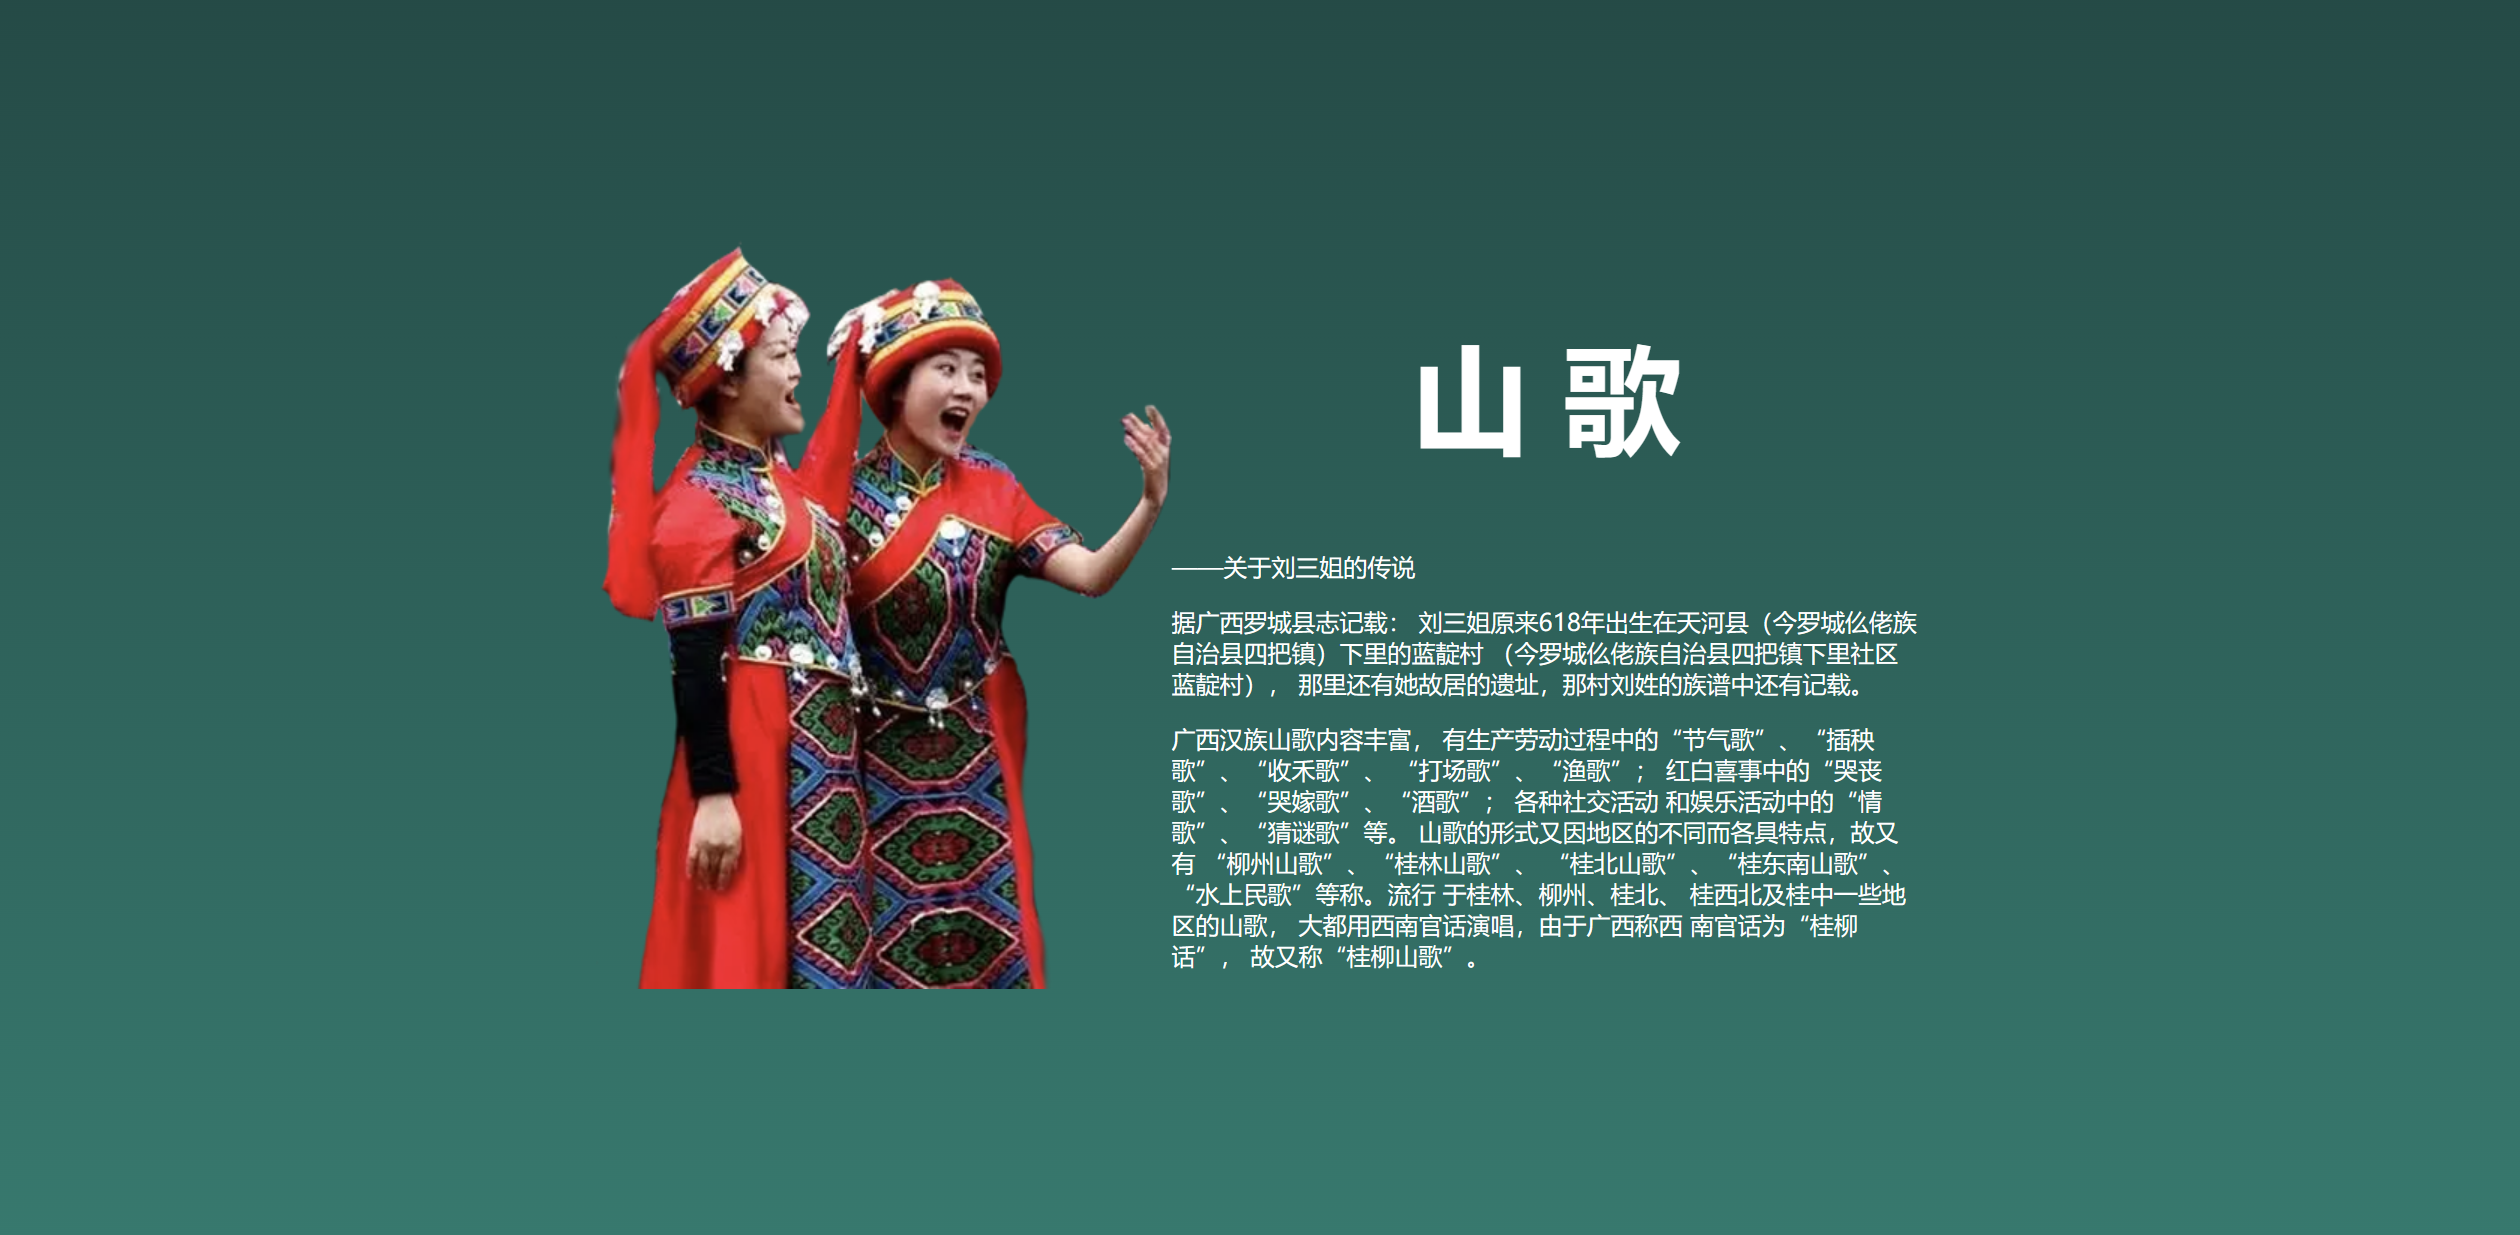 山 歌
——关于刘三姐的传说
据广西罗城县志记载： 刘三姐原来618年出生在天河县（今罗城仫佬族
自治县四把镇）下里的蓝靛村 （今罗城仫佬族自治县四把镇下里社区
蓝靛村）， 那里还有她故居的遗址，那村刘姓的族谱中还有记载。
广西汉族山歌内容丰富， 有生产劳动过程中的“节气歌”、“插秧
歌”、“收禾歌”、 “打场歌”、“渔歌”； 红白喜事中的“哭丧
歌”、“哭嫁歌”、“酒歌”； 各种社交活动 和娱乐活动中的“情
歌”、“猜谜歌”等。 山歌的形式又因地区的不同而各具特点，故又
有 “柳州山歌”、“桂林山歌”、 “桂北山歌”、“桂东南山歌”、
“水上民歌”等称。流行 于桂林、柳州、桂北、 桂西北及桂中一些地
区的山歌， 大都用西南官话演唱，由于广西称西 南官话为“桂柳
话”， 故又称“桂柳山歌”。